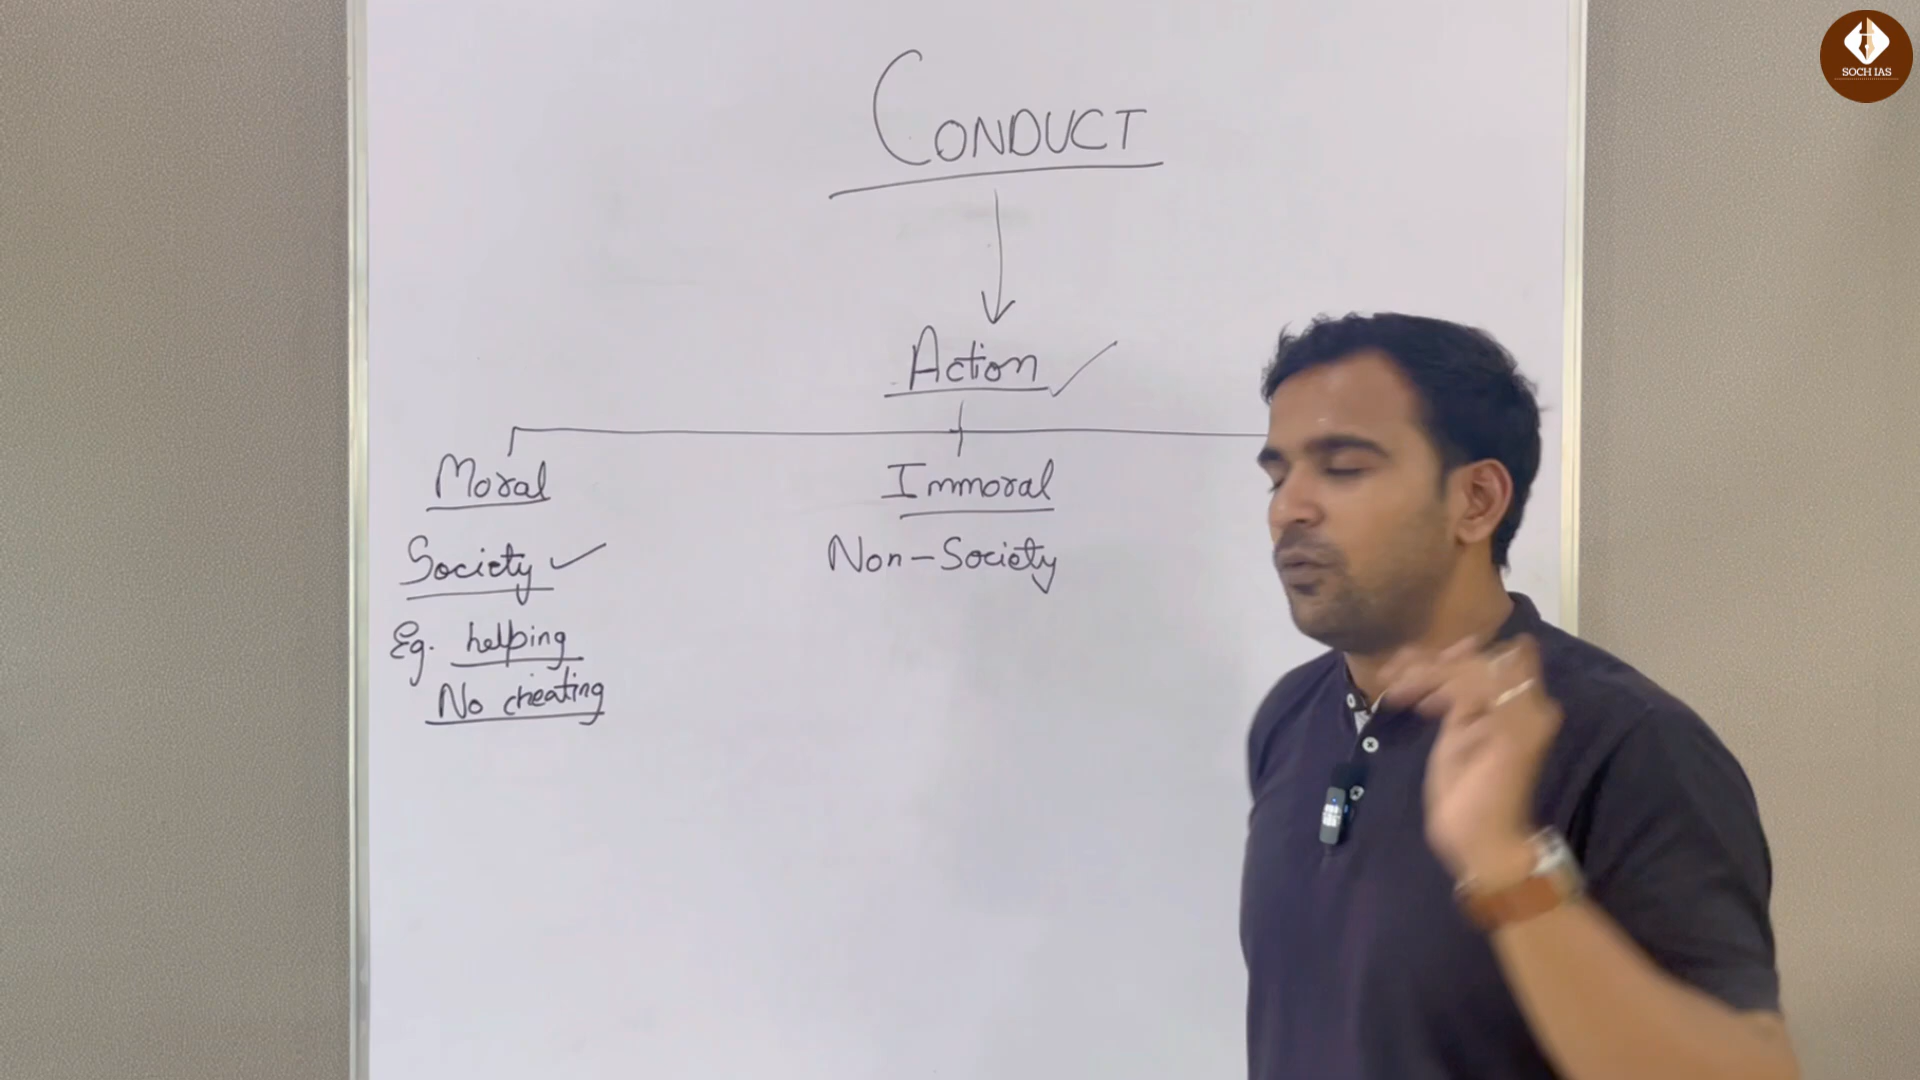 SOCH IAS
CONDUCT
Action
Moral
Immoral
Society
Non-Society
Eg. helping
No cheating